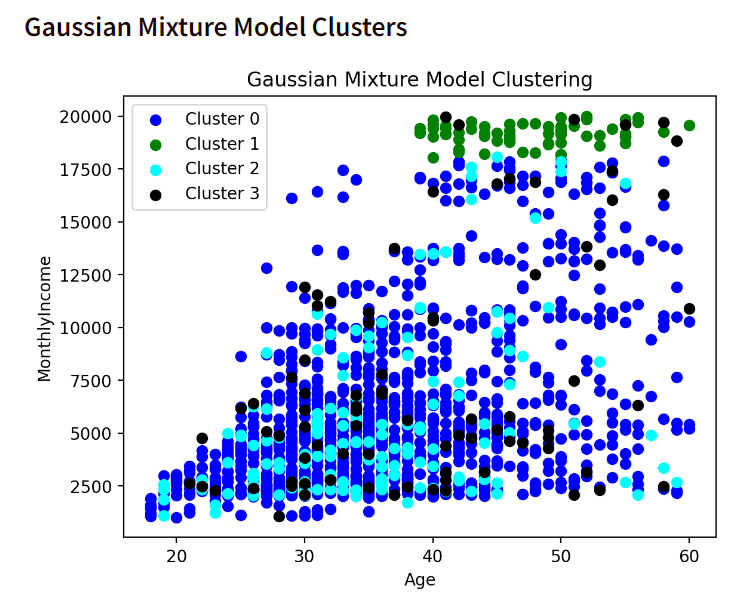 Gaussian Mixture Model Clusters
Gaussian Mixture Model Clustering
Cluster 0
Cluster 1
Cluster 2
Cluster 3
20000
17500
15000
12500
10000
7500
5000
2500
MonthlyIncome
20 30 40 50 60
Age